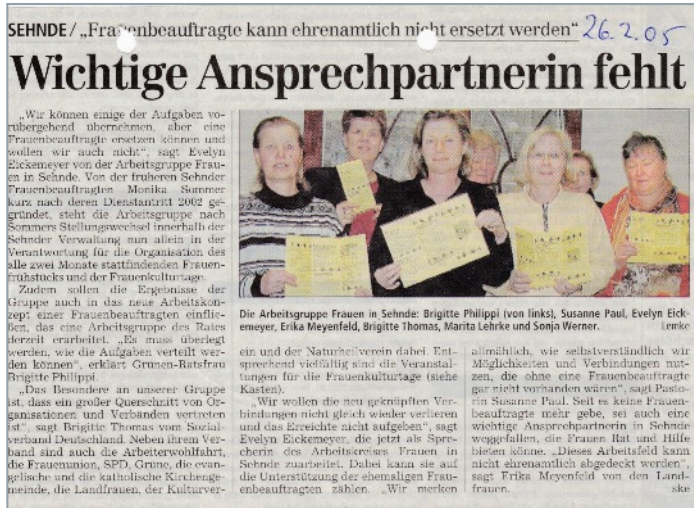 SEHNDE / „Frauenbeauftragte kann ehrenamtlich nicht ersetzt werden“ 26.2.05
Wichtige Ansprechpartnerin fehlt
„Wir können einige der Aufgaben vo-
rübergehend übernehmen, aber eine
Frauenbeauftragte ersetzen können und
wollen wir auch nicht“, sagt Evelyn
Eickemeyer von der Arbeitsgruppe Frau-
en in Sehnde. Von der früheren Sehnder
Frauenbeauftragten Monika Sommer
kurz nach deren Dienstantritt 2002 ge-
gründet, steht die Arbeitsgruppe nach
Sommers Stellungswechsel innerhalb der
Sehnder Verwaltung nun allein in der
Verantwortung für die Organisation des
alle zwei Monate stattfindenden Frauen-
frühstücks und der Frauenkulturtage.
Zudem sollen die Ergebnisse der
Gruppe auch in das neue Arbeitskon-
zept einer Frauenbeauftragten einflie-
ßen, das eine Arbeitsgruppe des Rates
derzeit erarbeitet. „Es muss überlegt
werden, wie die Aufgaben verteilt wer-
den können“, erklärt Grünen-Ratsfrau
Brigitte Philippi.
„Das Besondere an unserer Gruppe
ist, dass ein großer Querschnitt von Or-
ganisationen und Verbänden vertreten
ist“, sagt Brigitte Thomas vom Sozial-
verband Deutschland. Neben ihrem Ver-
band sind auch die Arbeiterwohlfahrt,
die Frauenunion, SPD, Grüne, die evan-
gelische und die katholische Kirchenge-
meinde, die Landfrauen, der Kulturver-
Die Arbeitsgruppe Frauen in Sehnde: Brigitte Philippi (von links), Susanne Paul, Evelyn Eick-
emeyer, Erika Meyenfeld, Brigitte Thomas, Marita Lehrke und Sonja Werner. Lemke
ein und der Naturheilverein dabei. Ent-
sprechend vielfältig sind die Veranstal-
tungen für die Frauenkulturtage (siehe
Kasten).
„Wir wollen die neu geknüpften Ver-
bindungen nicht gleich wieder verlieren
und das Erreichte nicht aufgeben“, sagt
Evelyn Eickemeyer, die jetzt als Spre-
cherin des Arbeitskreises Frauen in
Sehnde zuarbeitet. Dabei kann sie auf
die Unterstützung der ehemaligen Frau-
enbeauftragten zählen. „Wir merken
allmählich, wie selbstverständlich wir
Möglichkeiten und Verbindungen nut-
zen, die ohne eine Frauenbeauftragte
gar nicht vorhanden wären“, sagt Pasto-
rin Susanne Paul. Seit es keine Frauen-
beauftragte mehr gebe, sei auch eine
wichtige Ansprechpartnerin in Sehnde
weggefallen, die Frauen Rat und Hilfe
bieten könne. „Dieses Arbeitsfeld kann
nicht ehrenamtlich abgedeckt werden“,
sagt Erika Meyenfeld von den Land-
frauen. ske